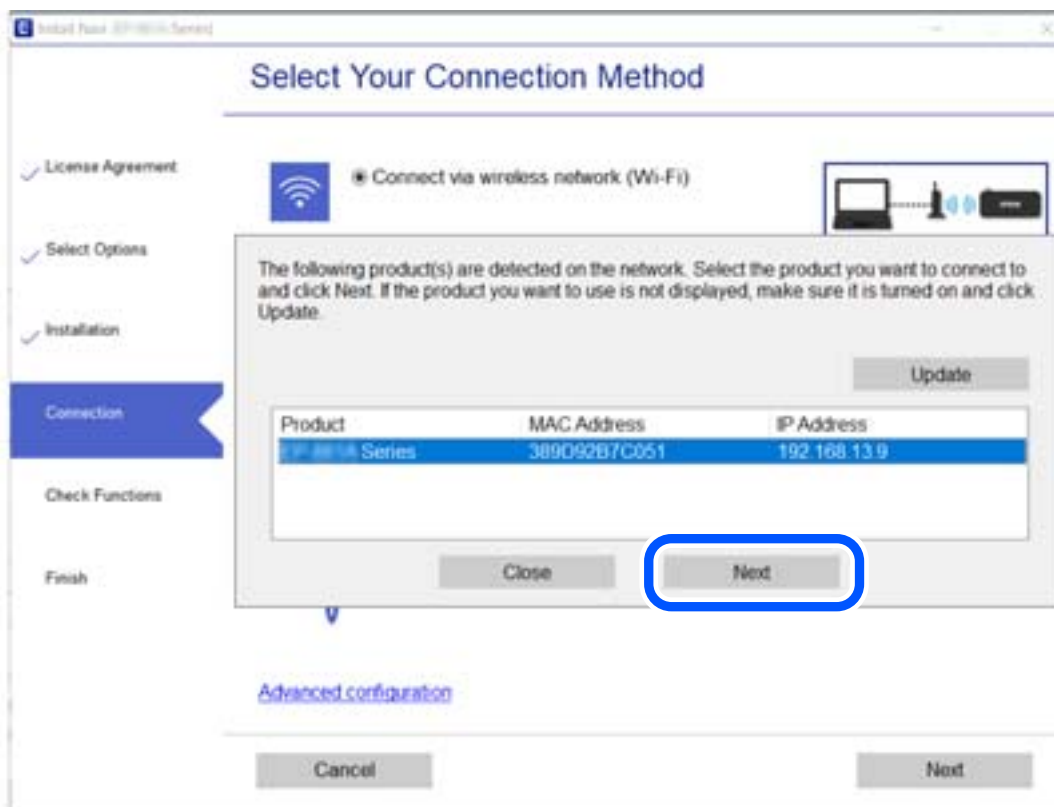 Select Your Connection Method
License Agreement
Select Options
Installation
Connection
Check Functions
Finish
Connect via wireless network (Wi-Fi)
The following product(s) are detected on the network. Select the product you want to connect to
and click Next. If the product you want to use is not displayed, make sure it is turned on and click
Update.
Update
Product MAC Address IP Address
Series 389D92B7C051 192.168.13.9
Close Next
Advanced configuration
Cancel Next